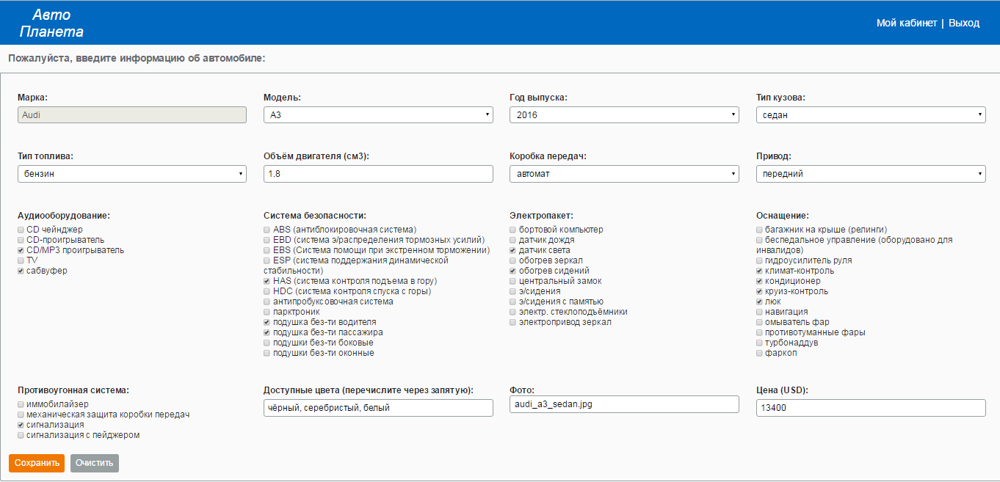 Авто
Планета
Мой кабинет | Выход
Пожалуйста, введите информацию об автомобиле:
Марка:
Audi
Модель:
A3
Год выпуска:
2016
Тип кузова:
седан
Тип топлива:
бензин
Объём двигателя (см3):
1.8
Коробка передач:
автомат
Привод:
передний
Аудиооборудование:
CD чейнджер
CD-проигрыватель
CD/MP3 проигрыватель
TV
сабвуфер
Система безопасности:
ABS (антиблокировочная система)
EBD (система э/распределения тормозных усилий)
EBS (Система помощи при экстренном торможении)
ESP (система поддержания динамической
стабильности)
HAS (система контроля подъема в гору)
HDC (система контроля спуска с горы)
антипробуксовочная система
парктроник
подушка без-ти водителя
подушка без-ти пассажира
подушки без-ти боковые
подушки без-ти оконные
Электропакет:
бортовой компьютер
датчик дождя
датчик света
обогрев зеркал
обогрев сидений
центральный замок
э/сидения
э/сидения с памятью
электр. стеклоподъёмники
электропривод зеркал
Оснащение:
багажник на крыше (релинги)
беспедальное управление (оборудовано для
инвалидов)
гидроусилитель руля
климат-контроль
кондиционер
круиз-контроль
люк
навигация
омыватель фар
противотуманные фары
турбонаддув
фаркоп
Противоугонная система:
иммобилайзер
механическая защита коробки передач
сигнализация
сигнализация с пейджером
Доступные цвета (перечислите через запятую):
чёрный, серебристый, белый
Фото:
audi_a3_sedan.jpg
Цена (USD):
13400
Сохранить
Очистить